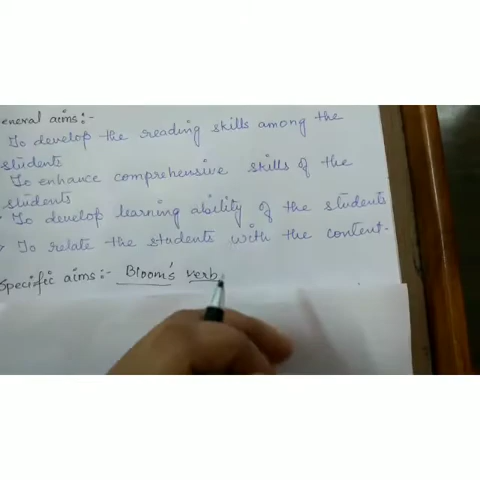 eneral aims:-
To develop the reading skills among the
students
To enhance comprehensive skills of the
students
To develop learning ability of the students
> To relate the students with the content.
Specific aims:- Bloom's verb.